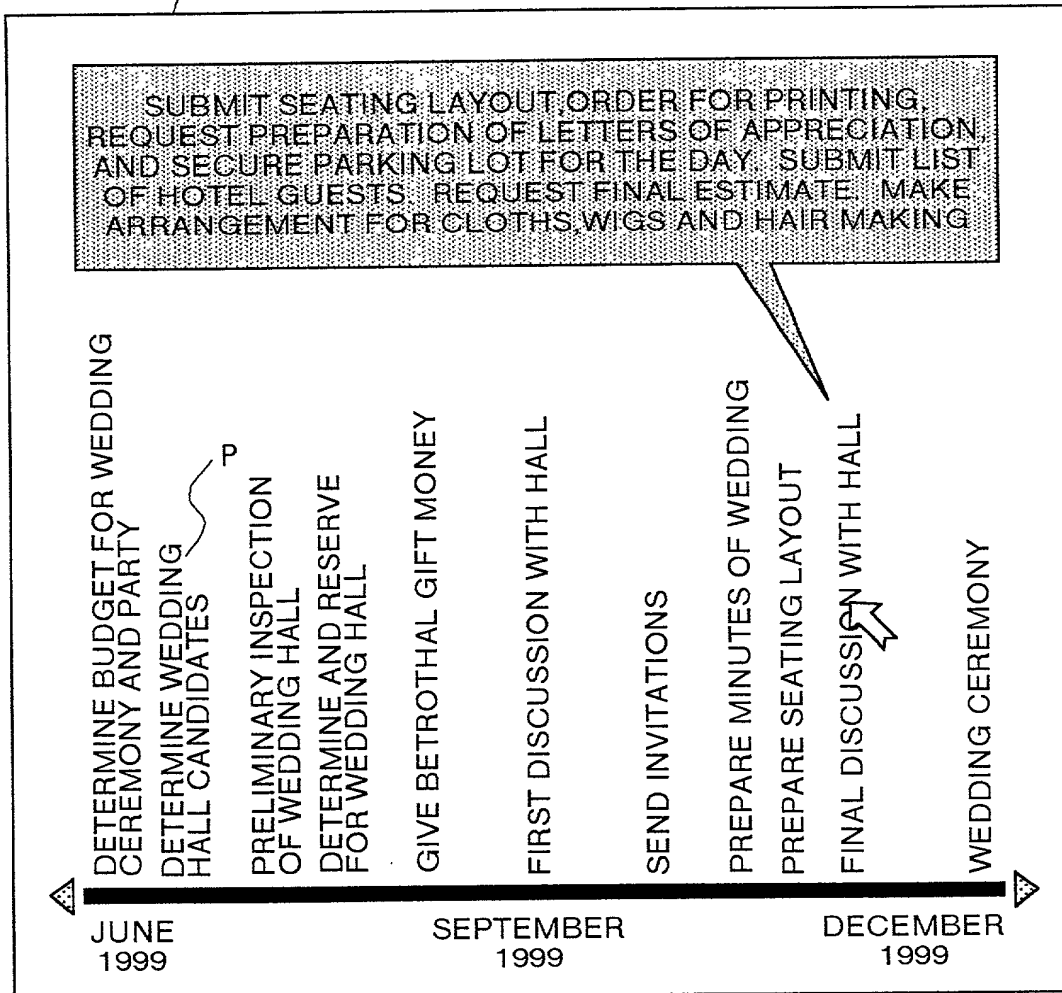 SUBMIT SEATING LAYOUT,ORDER FOR PRINTING,
REQUEST PREPARATION OF LETTERS OF APPRECIATION,
AND SECURE PARKING LOT FOR THE DAY. SUBMIT LIST
OF HOTEL GUESTS. REQUEST FINAL ESTIMATE. MAKE
ARRANGEMENT FOR CLOTHS,WIGS AND HAIR MAKING
DETERMINE BUDGET FOR WEDDING
CEREMONY AND PARTY
DETERMINE WEDDING
HALL CANDIDATES
P
PRELIMINARY INSPECTION
OF WEDDING HALL
DETERMINE AND RESERVE
FOR WEDDING HALL
GIVE BETROTHAL GIFT MONEY
FIRST DISCUSSION WITH HALL
SEND INVITATIONS
PREPARE MINUTES OF WEDDING
PREPARE SEATING LAYOUT
FINAL DISCUSSION WITH HALL
WEDDING CEREMONY
JUNE
1999
SEPTEMBER
1999
DECEMBER
1999